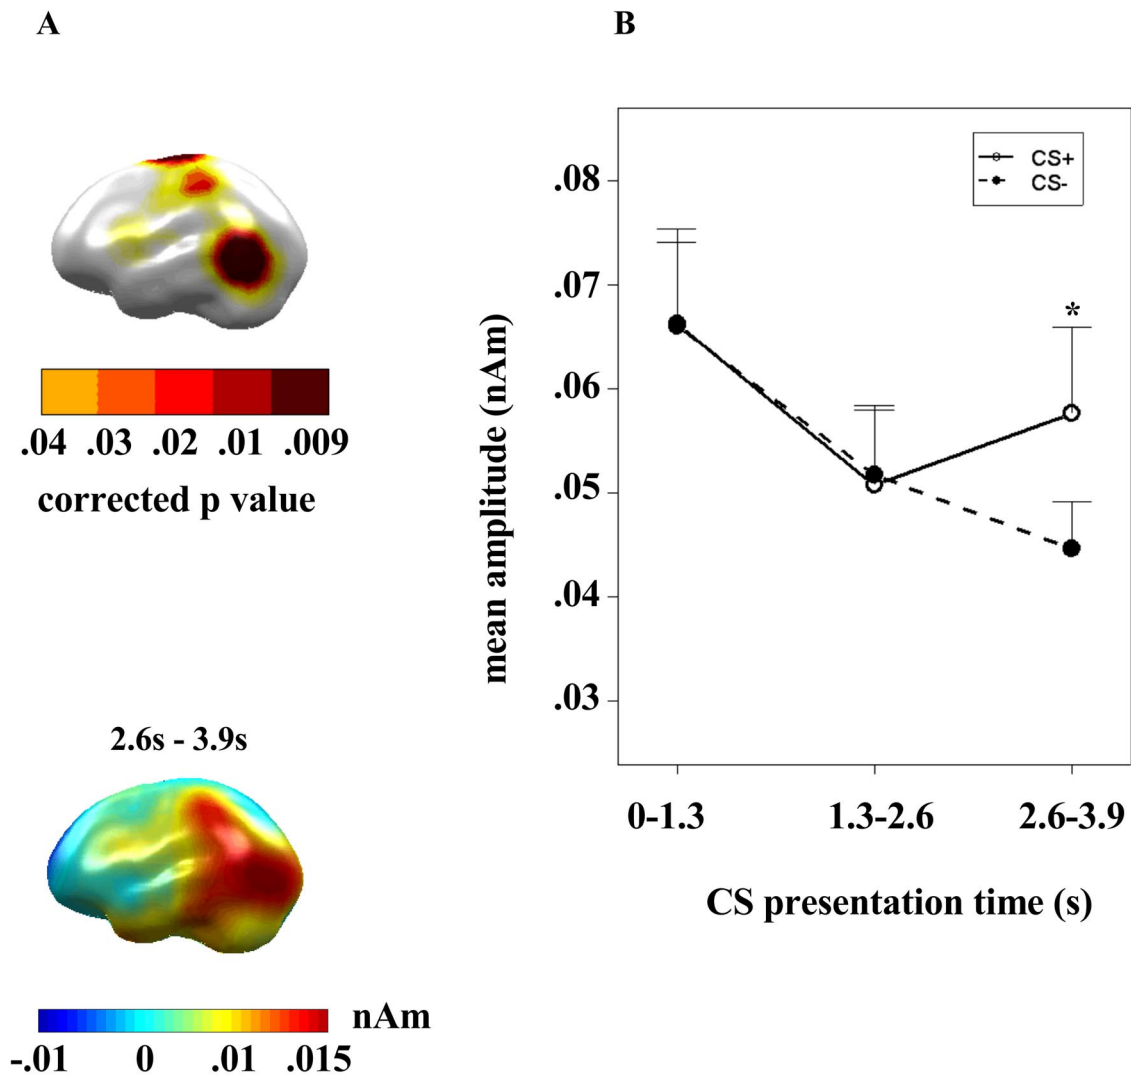 A
B
.04 .03 .02 .01 .009
corrected p value
2.6s - 3.9s
-.01 0 .01 .015
nAm
CS+
CS-
.08
.07
.06
.05
.04
.03
*
mean amplitude (nAm)
0-1.3 1.3-2.6 2.6-3.9
CS presentation time (s)